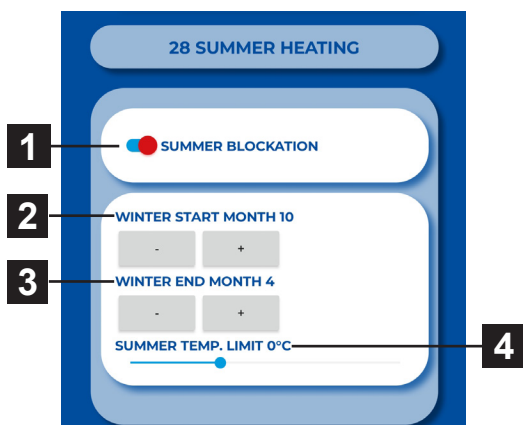 28 SUMMER HEATING
1
SUMMER BLOCKATION
2
WINTER START MONTH 10
- +
3
WINTER END MONTH 4
- +
SUMMER TEMP. LIMIT 0°C
4